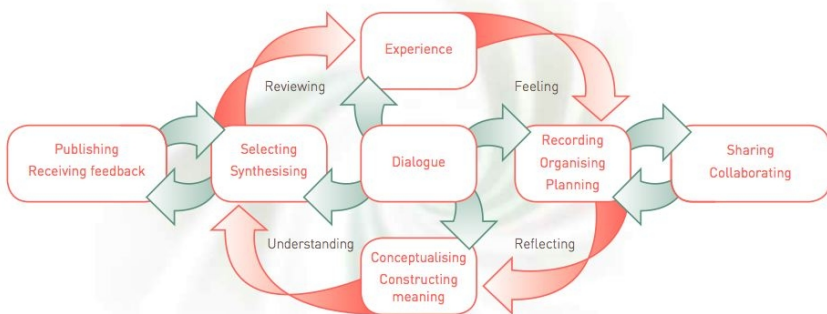 Experience
Reviewing
Feeling
Publishing
Receiving feedback
Selecting
Synthesising
Dialogue
Recording
Organising
Planning
Sharing
Collaborating
Understanding
Reflecting
Conceptualising
Constructing
meaning